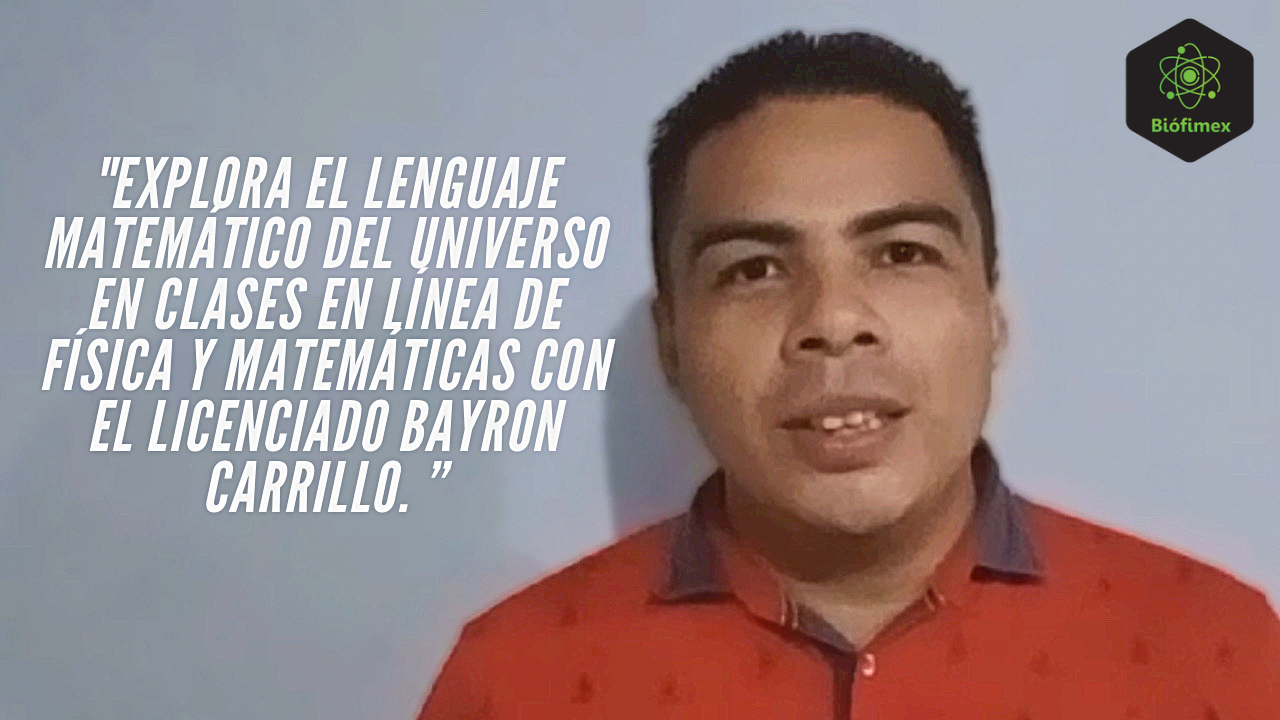 "EXPLORA EL LENGUAJE
MATEMÁTICO DEL UNIVERSO
EN CLASES EN LÍNEA DE
FÍSICA Y MATEMÁTICAS CON
EL LICENCIADO BAYRON
CARRILLO. ”
Biófimex